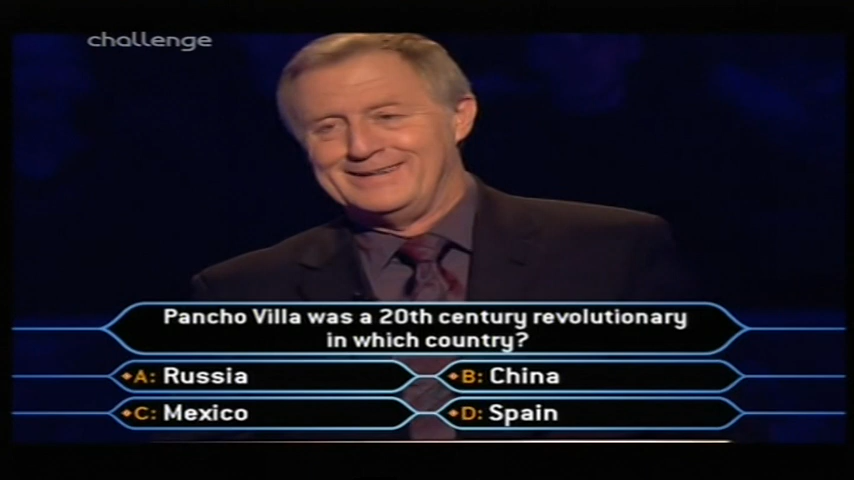 challenge
Pancho Villa was a 20th century revolutionary
in which country?
A: Russia
B: China
C: Mexico
D: Spain